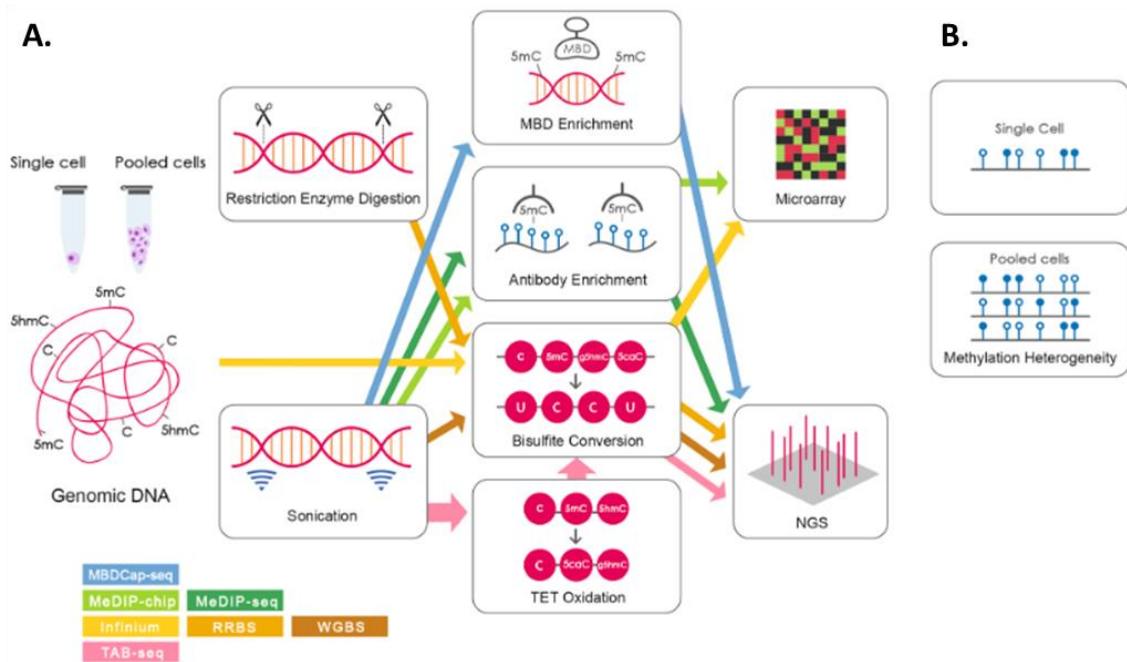 A.
B.
Single cell
Pooled cells
5mC
5hmC
C
C
5hmC
C
5mC
Genomic DNA
Restriction Enzyme Digestion
Sonication
MBD
5mC
5mC
MBD Enrichment
5mC
5mC
Antibody Enrichment
C 5mC g5hmC 5caC
U C C U
Bisulfite Conversion
C 5mC 5hmC
C 5caC g5hmC
TET Oxidation
Microarray
NGS
Single Cell
Pooled cells
Methylation Heterogeneity
MBDCap-seq
MeDIP-chip MeDIP-seq
Infinium RRBS WGBS
TAB-seq